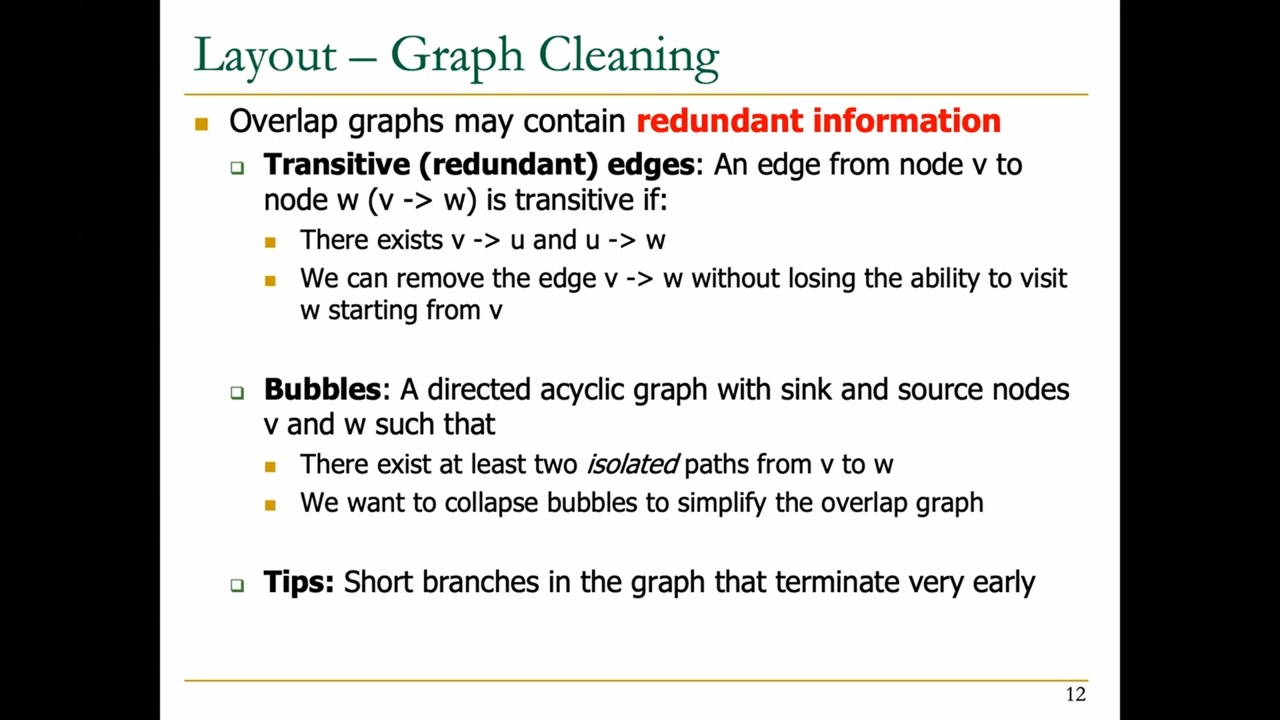 Layout – Graph Cleaning
Overlap graphs may contain redundant information
Transitive (redundant) edges: An edge from node v to
node w (v -> w) is transitive if:
There exists v -> u and u -> w
We can remove the edge v -> w without losing the ability to visit
w starting from v
Bubbles: A directed acyclic graph with sink and source nodes
v and w such that
There exist at least two isolated paths from v to w
We want to collapse bubbles to simplify the overlap graph
Tips: Short branches in the graph that terminate very early
12